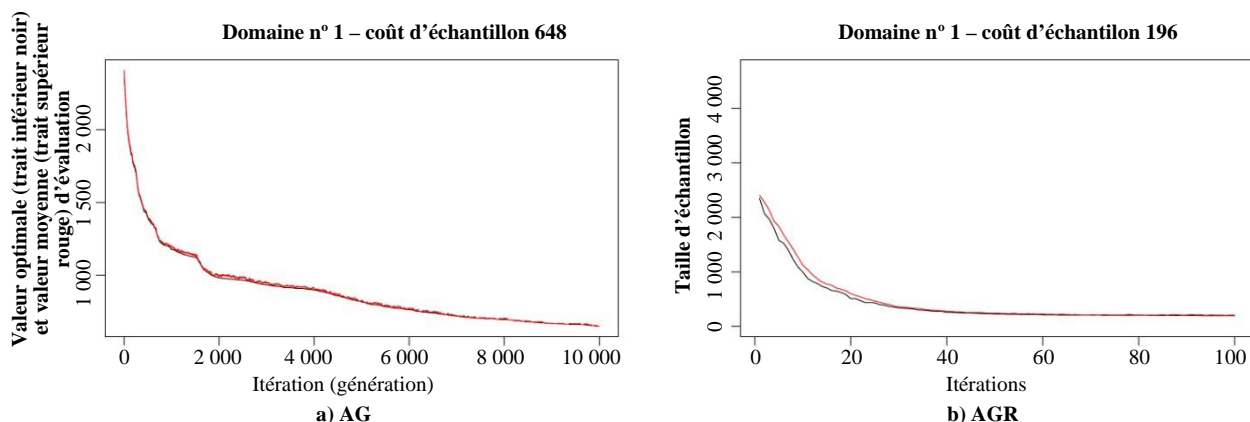 Domaine nº 1 – coût d’échantillon 648
Valeur optimale (trait inférieur noir)
et valeur moyenne (trait supérieur
rouge) d’évaluation
2 000
1 500
1 000
0
2 000
4 000
6 000
8 000
10 000
Itération (génération)
a) AG
Domaine nº 1 – coût d’échantilon 196
Taille d’échantillon
4 000
3 000
2 000
1 000
0
0
20
40
60
80
100
Itérations
b) AGR